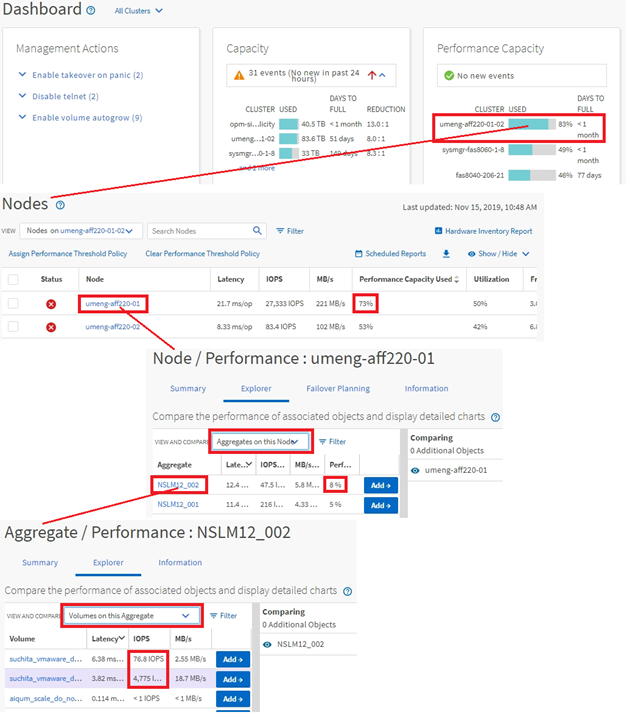 Dashboard
All Clusters
Management Actions
Enable takeover on panic (2)
Disable telnet (2)
Enable volume autogrow (9)
Capacity
31 events (No new in past 24
hours)
CLUSTER USED DAYS TO
FULL REDUCTION
opm-si...licity 40.5 TB < 1 month 13.0 : 1
umeng...1-02 83.6 TB 51 days 8.0 : 1
sysmgr...0-1-8 33 TB 149 days 8.3 : 1
and 1 more
Performance Capacity
No new events
CLUSTER USED DAYS TO
FULL
umeng-aff220-01-02 83% < 1
month
sysmgr-fas8060-1-8 49% < 1
month
fas8040-206-21 46% 77 days
Nodes
Last updated: Nov 15, 2019, 10:48 AM
VIEW Nodes on umeng-aff220-01-02 Search Nodes Filter
Hardware Inventory Report
Assign Performance Threshold Policy Clear Performance Threshold Policy
Scheduled Reports Show / Hide
Status Node Latency IOPS MB/s Performance Capacity Used Utilization
umeng-aff220-01 21.7 ms/op 27,333 IOPS 221 MB/s 73% 50%
umeng-aff220-02 8.33 ms/op 83.4 IOPS 102 MB/s 53% 42%
Node / Performance : umeng-aff220-01
Summary Explorer Failover Planning Information
Compare the performance of associated objects and display detailed charts
VIEW AND COMPARE Aggregates on this Node Filter
Comparing
0 Additional Objects
umeng-aff220-01
Aggregate Late... IOPS... MB/s... Perf...
NSLM12_002 12.4 ... 47.5 I... 5.8 M... 8 % Add →
NSLM12_001 11.4 ... 216 I... 4.33 ... 5 % Add →
Aggregate / Performance : NSLM12_002
Summary Explorer Information
Compare the performance of associated objects and display detailed charts
VIEW AND COMPARE Volumes on this Aggregate Filter
Comparing
0 Additional Objects
NSLM12_002
Volume Latency IOPS MB/s
suchita_vmaware_d... 6.38 ms... 76.8 IOPS 2.55 MB/s Add →
suchita_vmaware_d... 3.82 ms... 4,775 I... 18.7 MB/s Add →
aiqum_scale_do_no... 0.114 ms... < 1 IOPS < 1 MB/s Add →